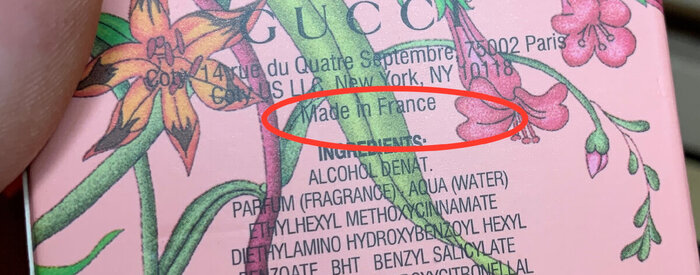 GUCCI
Coty, 14 rue du Quatre Septembre, 75002 Paris
Coty US LLC, New York, NY 10118
Made in France
INGREDIENTS:
ALCOHOL DENAT.
PARFUM (FRAGRANCE), AQUA (WATER)
ETHYLHEXYL METHOXYCINNAMATE
DIETHYLAMINO HYDROXYBENZOYL HEXYL
BHT BENZYL SALICYLATE